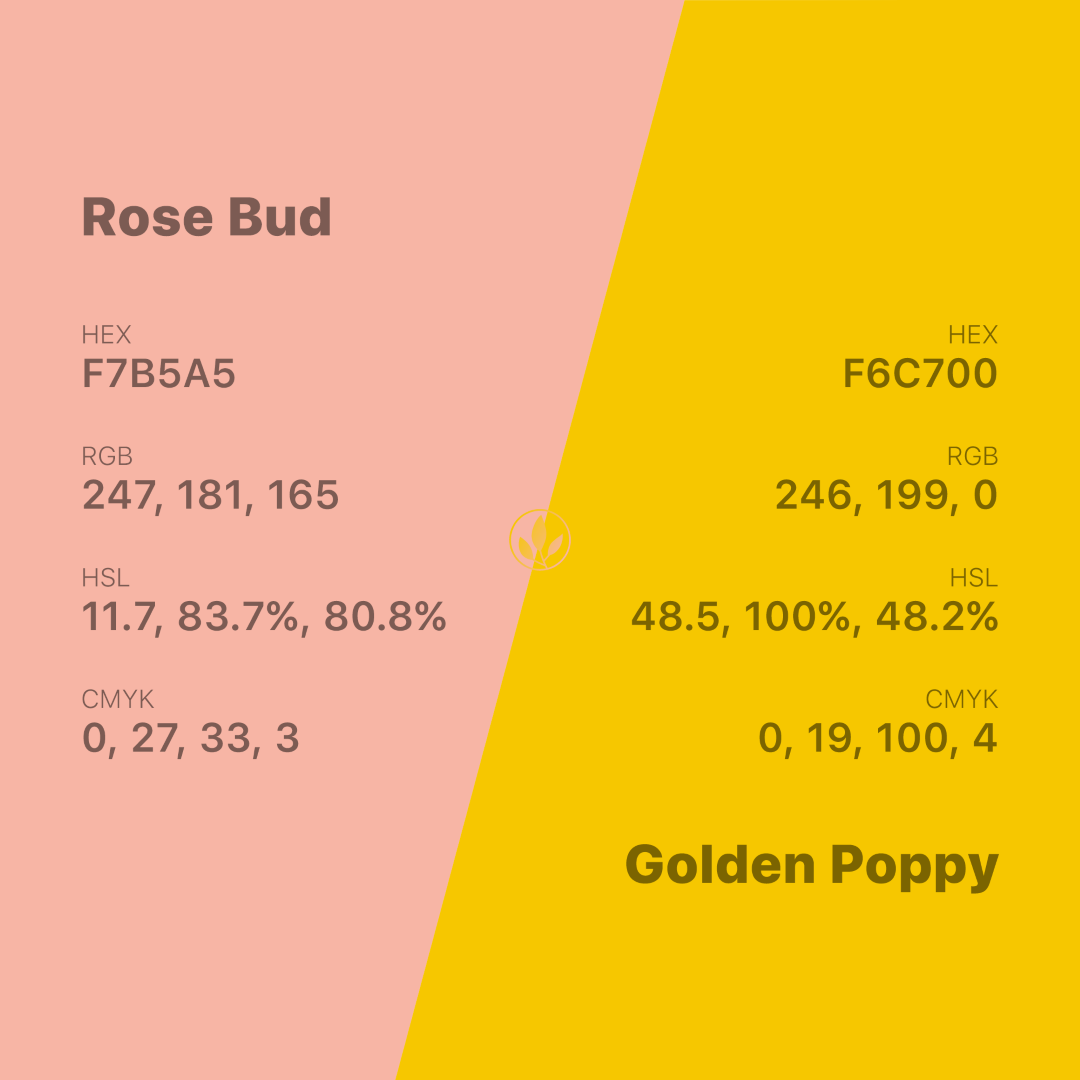 Rose Bud
HEX
F7B5A5
RGB
247, 181, 165
HSL
11.7, 83.7%, 80.8%
CMYK
0, 27, 33, 3
HEX
F6C700
RGB
246, 199, 0
HSL
48.5, 100%, 48.2%
CMYK
0, 19, 100, 4
Golden Poppy